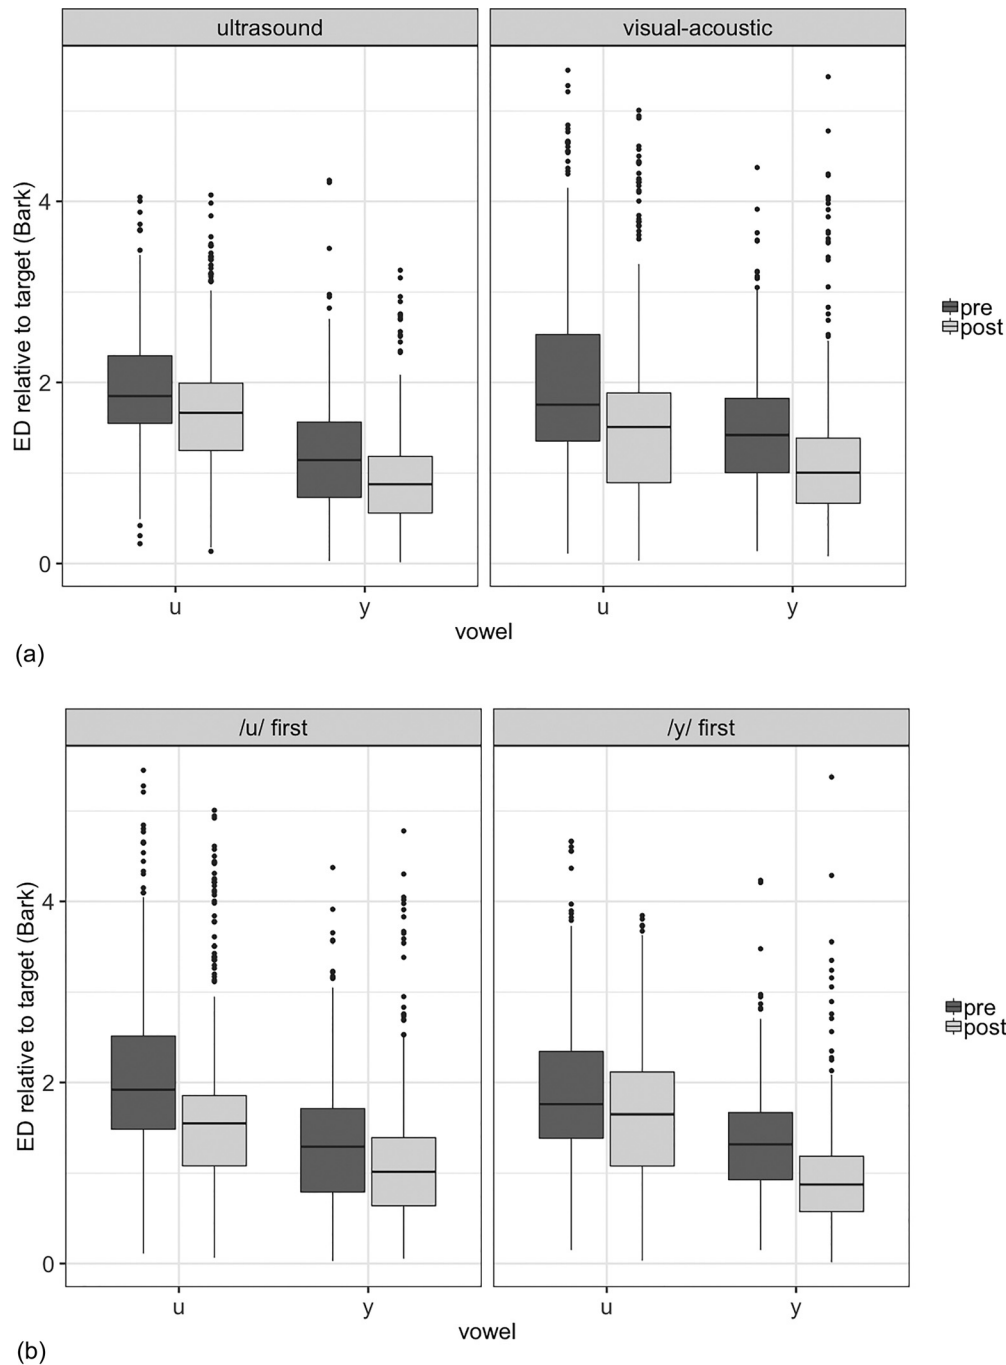 ultrasound
visual-acoustic
ED relative to target (Bark)
4
2
0
u
y
u
y
vowel
pre
post
(a)
/u/ first
/y/ first
ED relative to target (Bark)
4
2
0
u
y
u
y
vowel
pre
post
(b)